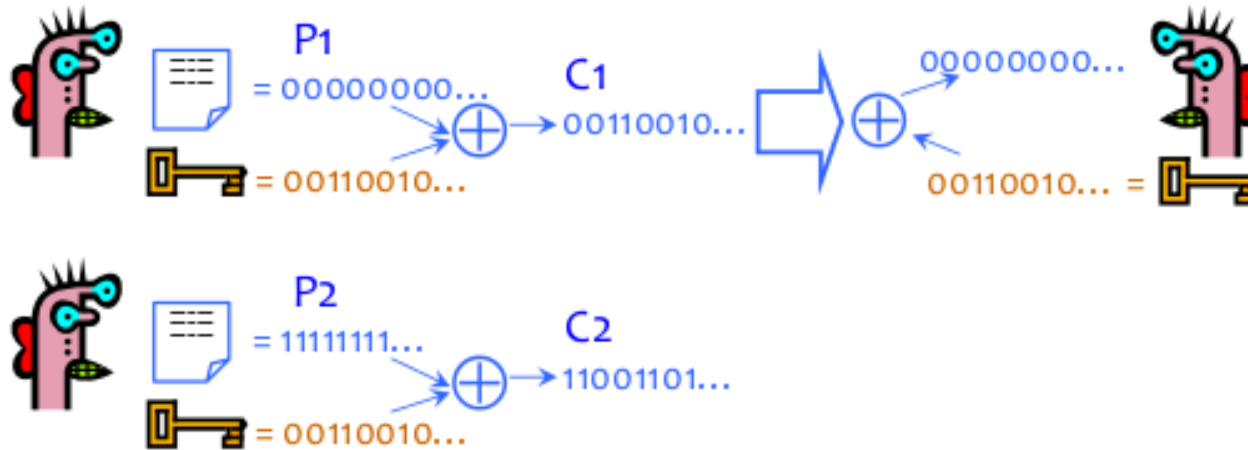 P1
= 00000000...
C1
00110010...
= 00110010...
00000000...
00110010... =
P2
= 11111111...
C2
11001101...
= 00110010...